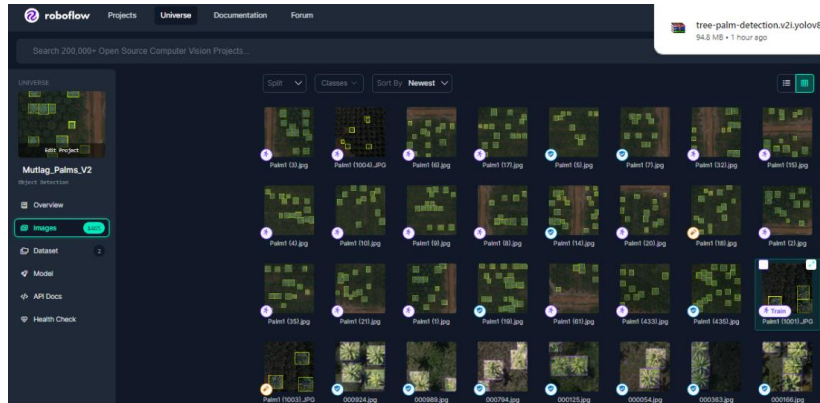 roboflow
Projects
Universe
Documentation
Forum
tree-palm-detection.v2i.yolov8
94.8 MB • 1 hour ago
Search 200,000+ Open Source Computer Vision Projects...
UNIVERSE
Edit Project
Mutlag_Palms_V2
Object Detection
Overview
Images
Dataset 2
Model
API Docs
Health Check
Split
Classes
Sort By Newest
Palm1 (3).jpg
Palm1 (1004).JPG
Palm1 (6).jpg
Palm1 (17).jpg
Palm1 (5).jpg
Palm1 (7).jpg
Palm1 (32).jpg
Palm1 (15).jpg
Palm1 (4).jpg
Palm1 (10).jpg
Palm1 (9).jpg
Palm1 (8).jpg
Palm1 (14).jpg
Palm1 (20).jpg
Palm1 (18).jpg
Palm1 (2).jpg
Palm1 (35).jpg
Palm1 (21).jpg
Palm1 (1).jpg
Palm1 (19).jpg
Palm1 (61).jpg
Palm1 (433).jpg
Palm1 (435).jpg
Train
Palm1 (1001).JPG
Palm1 (1003).JPG
000924.jpg
000989.jpg
000794.jpg
000125.jpg
000054.jpg
000363.jpg
000166.jpg